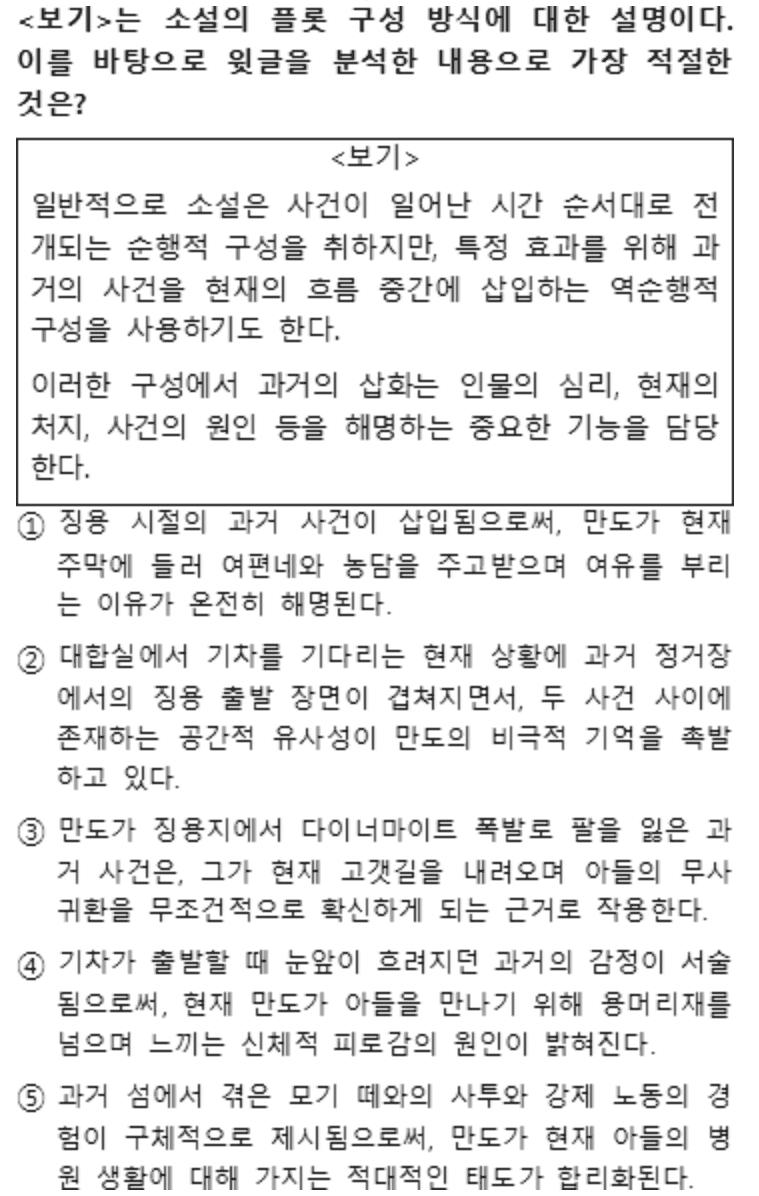 <보기>는 소설의 플롯 구성 방식에 대한 설명이다.
이를 바탕으로 윗글을 분석한 내용으로 가장 적절한
것은?
<보기>
일반적으로 소설은 사건이 일어난 시간 순서대로 전
개되는 순행적 구성을 취하지만, 특정 효과를 위해 과
거의 사건을 현재의 흐름 중간에 삽입하는 역순행적
구성을 사용하기도 한다.
이러한 구성에서 과거의 삽화는 인물의 심리, 현재의
처지, 사건의 원인 등을 해명하는 중요한 기능을 담당
한다.
① 징용 시절의 과거 사건이 삽입됨으로써, 만도가 현재
주막에 들러 여편네와 농담을 주고받으며 여유를 부리
는 이유가 온전히 해명된다.
② 대합실에서 기차를 기다리는 현재 상황에 과거 정거장
에서의 징용 출발 장면이 겹쳐지면서, 두 사건 사이에
존재하는 공간적 유사성이 만도의 비극적 기억을 촉발
하고 있다.
③ 만도가 징용지에서 다이너마이트 폭발로 팔을 잃은 과
거 사건은, 그가 현재 고갯길을 내려오며 아들의 무사
귀환을 무조건적으로 확신하게 되는 근거로 작용한다.
④ 기차가 출발할 때 눈앞이 흐려지던 과거의 감정이 서술
됨으로써, 현재 만도가 아들을 만나기 위해 용머리재를
넘으며 느끼는 신체적 피로감의 원인이 밝혀진다.
⑤ 과거 섬에서 겪은 모기 떼와의 사투와 강제 노동의 경
험이 구체적으로 제시됨으로써, 만도가 현재 아들의 병
원 생활에 대해 가지는 적대적인 태도가 합리화된다.